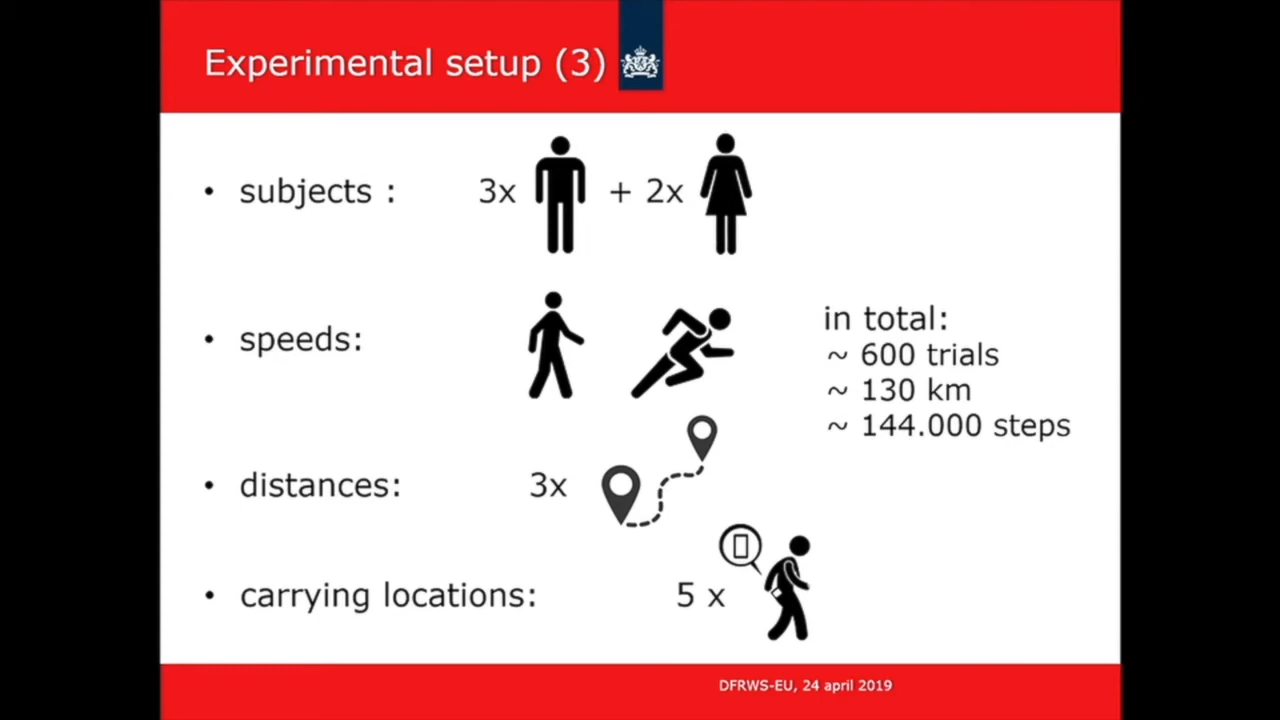 Experimental setup (3)
• subjects : 3x + 2x
• speeds:
in total:
~ 600 trials
~ 130 km
~ 144.000 steps
• distances: 3x
• carrying locations: 5 x
DFRWS-EU, 24 april 2019